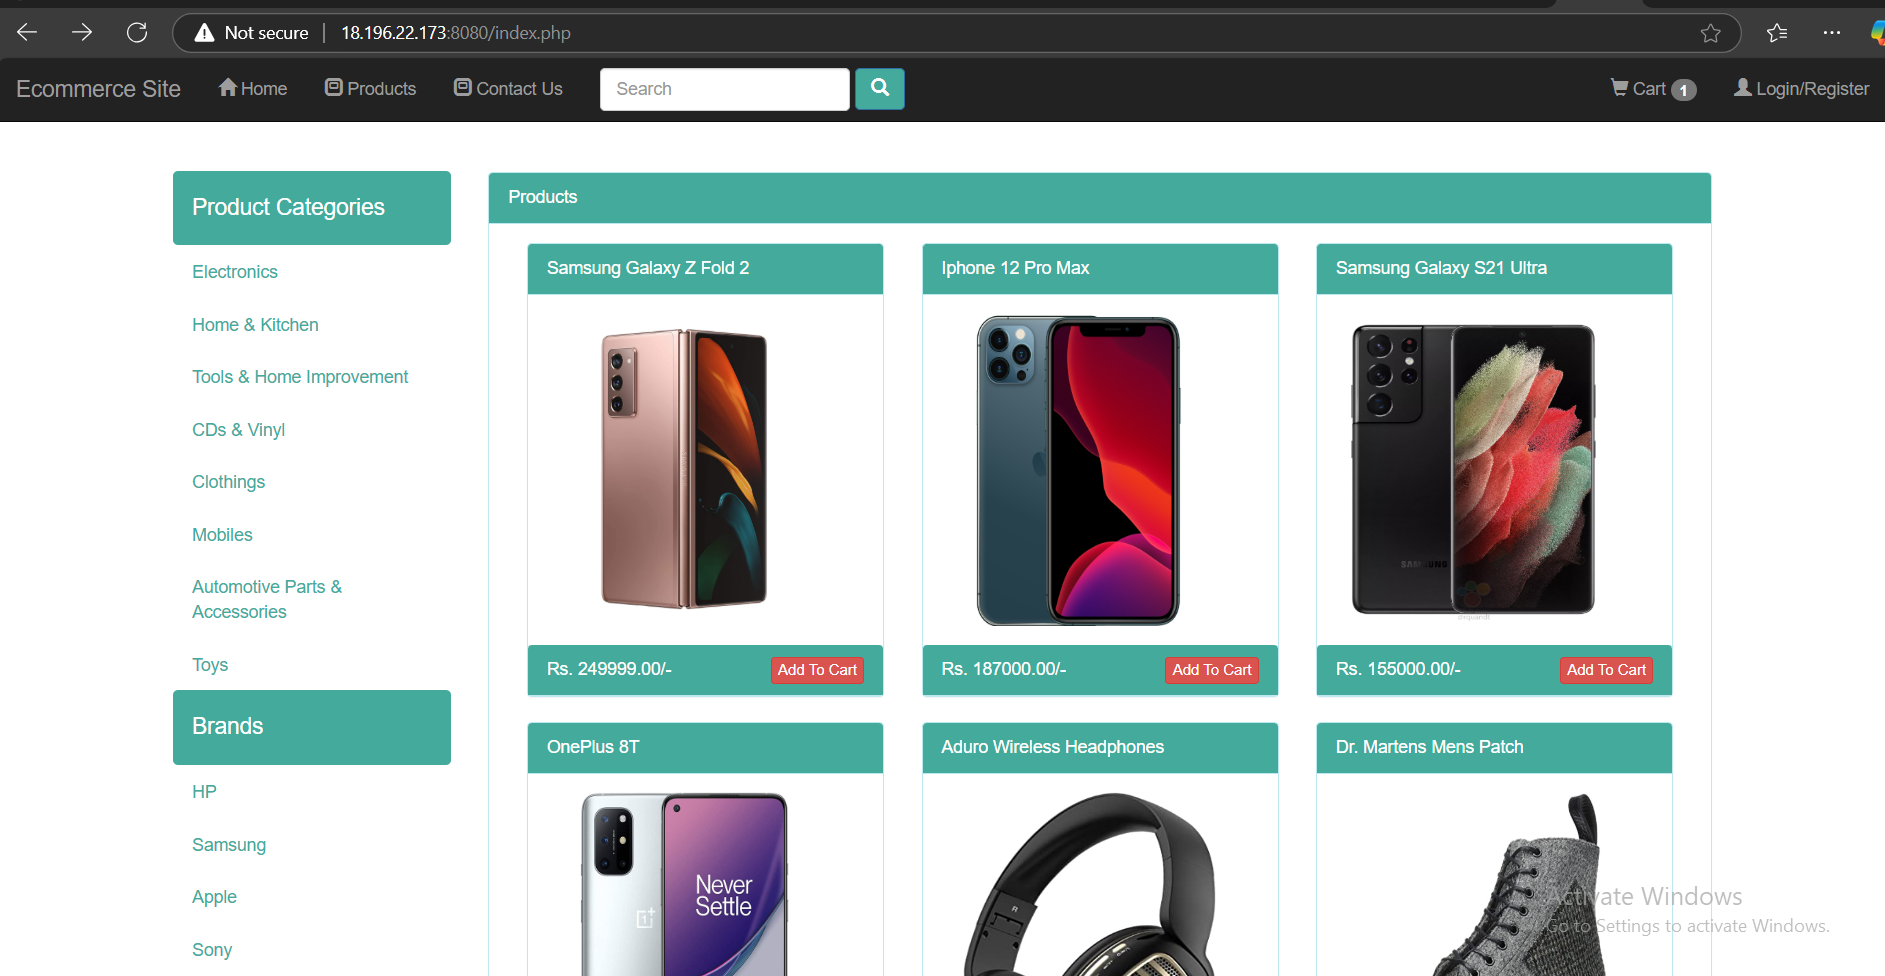 Not secure 18.196.22.173:8080/index.php
Ecommerce Site Home Products Contact Us Search Cart 1 Login/Register
Product Categories
Electronics
Home & Kitchen
Tools & Home Improvement
CDs & Vinyl
Clothings
Mobiles
Automotive Parts &
Accessories
Toys
Brands
HP
Samsung
Apple
Sony
Products
Samsung Galaxy Z Fold 2
Iphone 12 Pro Max
Samsung Galaxy S21 Ultra
SAMSUNG
Rs. 249999.00/- Add To Cart
Rs. 187000.00/- Add To Cart
Rs. 155000.00/- Add To Cart
OnePlus 8T
Aduro Wireless Headphones
Dr. Martens Mens Patch
Never
Settle
R
Activate Windows
Go to Settings to activate Windows.